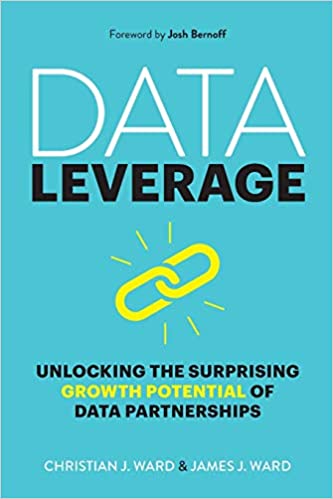 Foreword by Josh Bernoff
DATA
LEVERAGE
UNLOCKING THE SURPRISING
GROWTH POTENTIAL OF
DATA PARTNERSHIPS
CHRISTIAN J. WARD & JAMES J. WARD